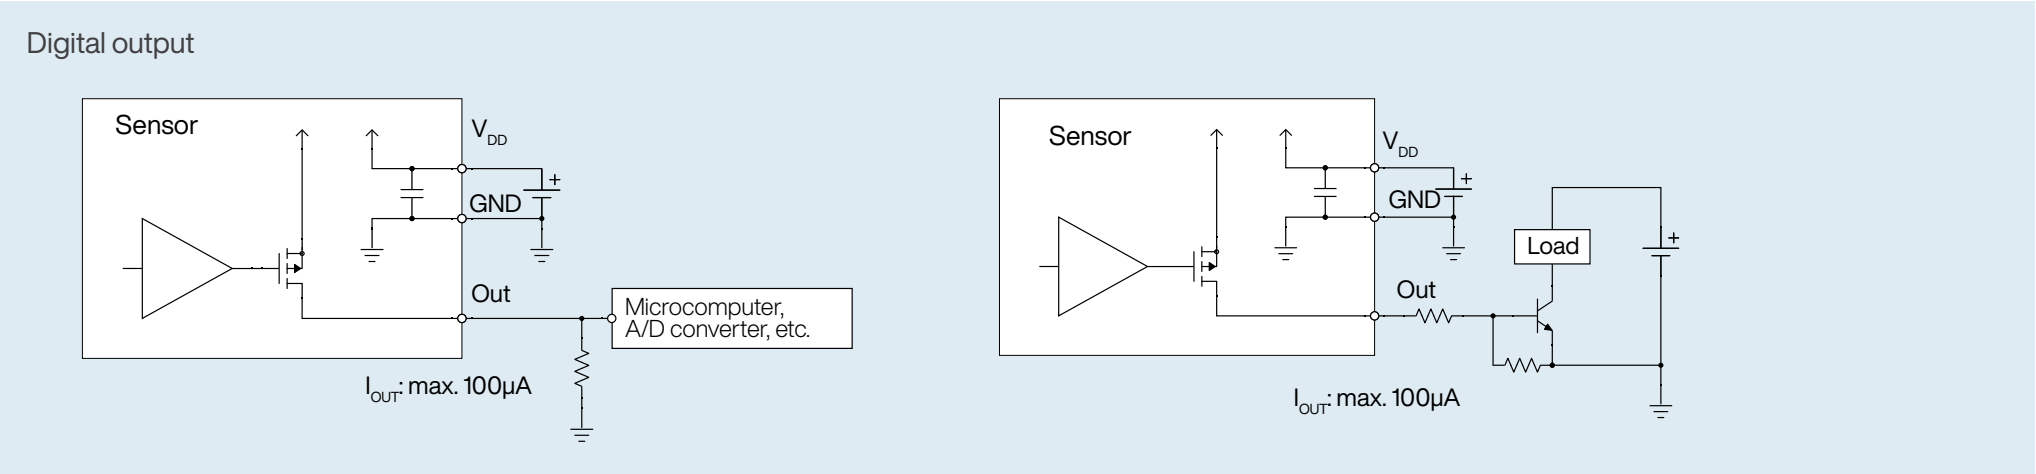 Digital output
Sensor
VDD
+
GND
Out
Microcomputer,
A/D converter, etc.
IOUT: max. 100µA
Sensor
VDD
+
GND
Load
+
Out
IOUT: max. 100µA